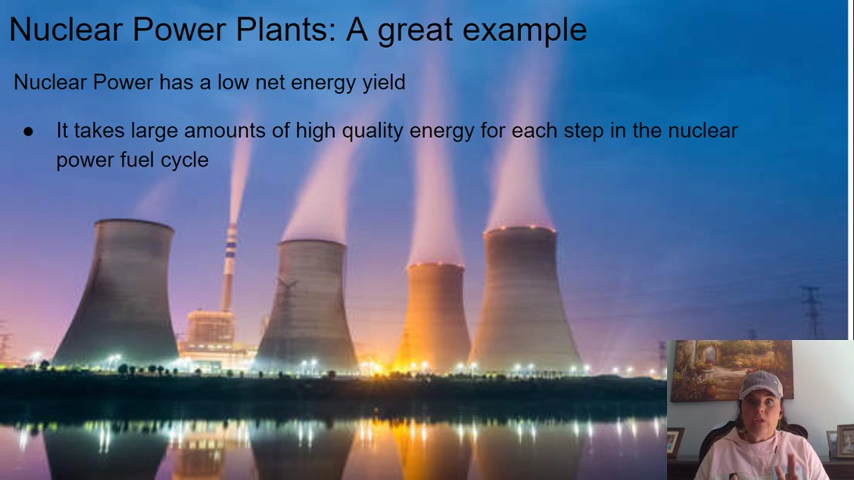 Nuclear Power Plants: A great example
Nuclear Power has a low net energy yield
● It takes large amounts of high quality energy for each step in the nuclear
power fuel cycle